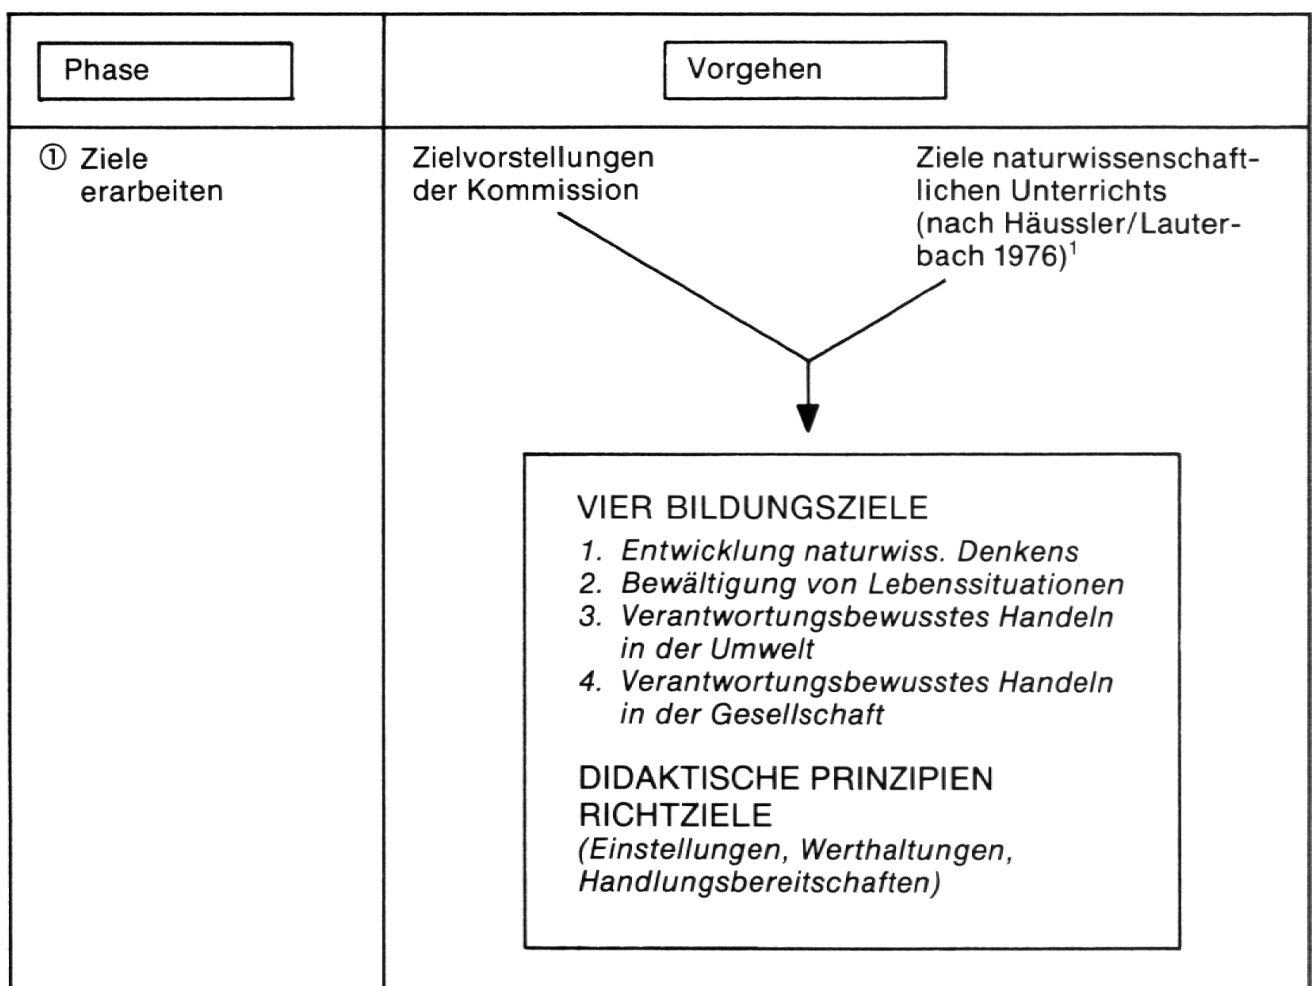 Phase
Vorgehen
① Ziele
erarbeiten
Zielvorstellungen
der Kommission
Ziele naturwissenschaft-
lichen Unterrichts
(nach Häussler/Lauter-
bach 1976)¹
VIER BILDUNGSZIELE
1. Entwicklung naturwiss. Denkens
2. Bewältigung von Lebenssituationen
3. Verantwortungsbewusstes Handeln
in der Umwelt
4. Verantwortungsbewusstes Handeln
in der Gesellschaft
DIDAKTISCHE PRINZIPIEN
RICHTZIELE
(Einstellungen, Werthaltungen,
Handlungsbereitschaften)